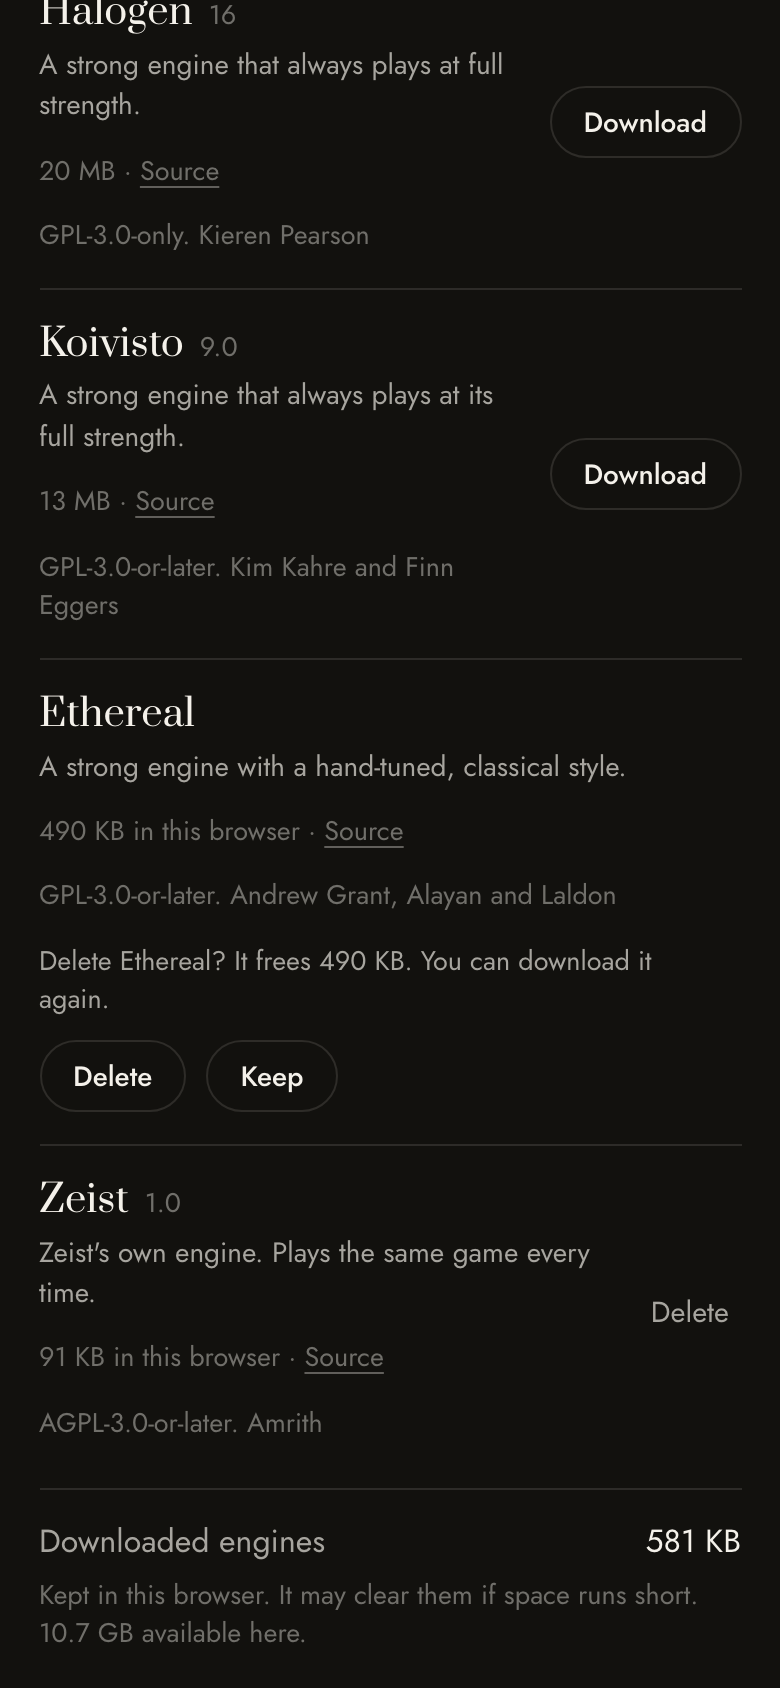 Halogen 16
A strong engine that always plays at full
strength.
Download
20 MB · Source
GPL-3.0-only. Kieren Pearson
Koivisto 9.0
A strong engine that always plays at its
full strength.
Download
13 MB · Source
GPL-3.0-or-later. Kim Kahre and Finn
Eggers
Ethereal
A strong engine with a hand-tuned, classical style.
490 KB in this browser · Source
GPL-3.0-or-later. Andrew Grant, Alayan and Laldon
Delete Ethereal? It frees 490 KB. You can download it
again.
Delete Keep
Zeist 1.0
Zeist's own engine. Plays the same game every
time.
Delete
91 KB in this browser · Source
AGPL-3.0-or-later. Amrith
Downloaded engines 581 KB
Kept in this browser. It may clear them if space runs short.
10.7 GB available here.